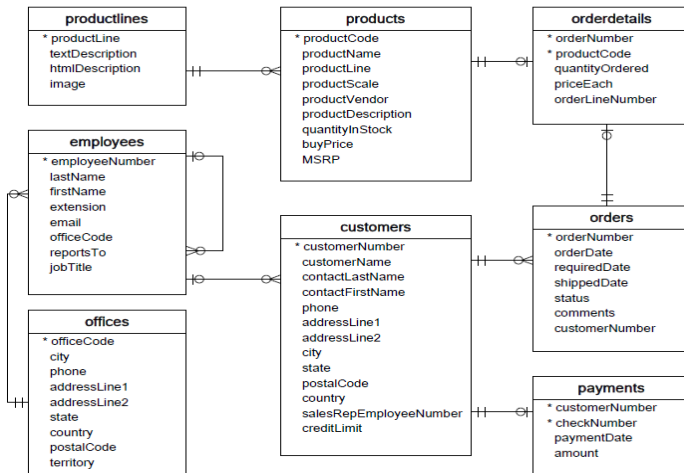 productlines
* productLine
textDescription
htmlDescription
image
products
* productCode
productName
productLine
productScale
productVendor
productDescription
quantityInStock
buyPrice
MSRP
orderdetails
* orderNumber
* productCode
quantityOrdered
priceEach
orderLineNumber
employees
* employeeNumber
lastName
firstName
extension
email
officeCode
reportsTo
jobTitle
customers
* customerNumber
customerName
contactLastName
contactFirstName
phone
addressLine1
addressLine2
city
state
postalCode
country
salesRepEmployeeNumber
creditLimit
orders
* orderNumber
orderDate
requiredDate
shippedDate
status
comments
customerNumber
offices
* officeCode
city
phone
addressLine1
addressLine2
state
country
postalCode
territory
payments
* customerNumber
* checkNumber
paymentDate
amount